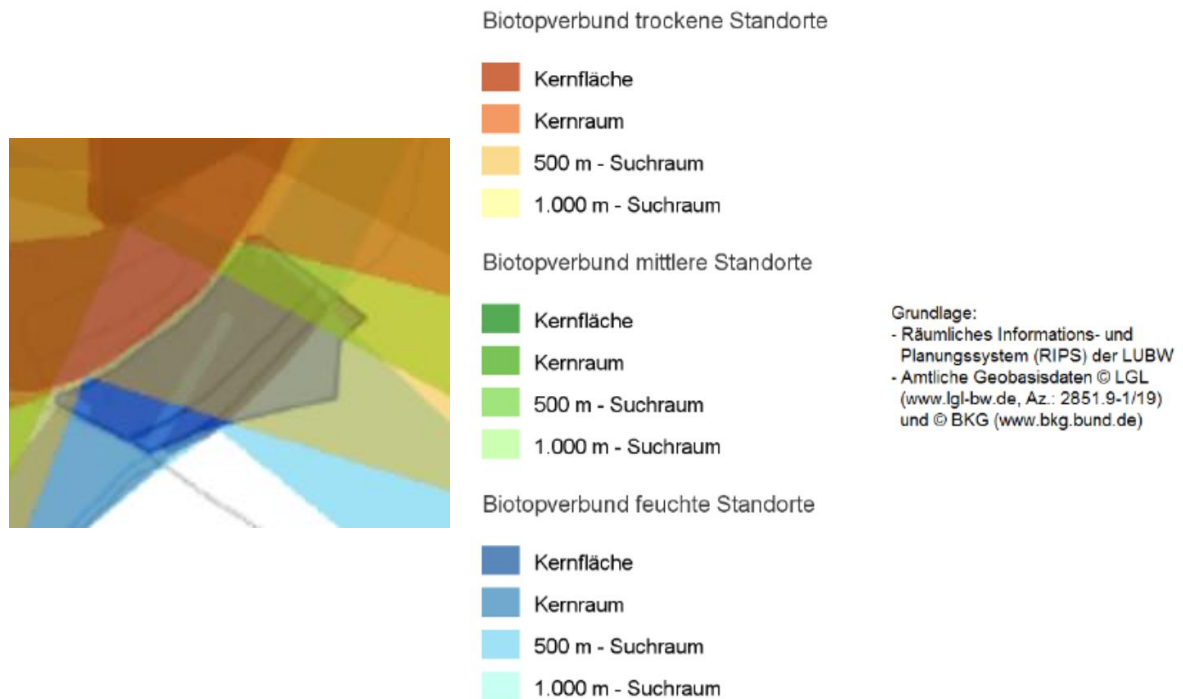 Biotopverbund trockene Standorte
Kernfläche
Kernraum
500 m - Suchraum
1.000 m - Suchraum
Biotopverbund mittlere Standorte
Kernfläche
Kernraum
500 m - Suchraum
1.000 m - Suchraum
Biotopverbund feuchte Standorte
Kernfläche
Kernraum
500 m - Suchraum
1.000 m - Suchraum
Grundlage:
- Räumliches Informations- und
Planungssystem (RIPS) der LUBW
- Amtliche Geobasisdaten © LGL
(www.lgl-bw.de, Az.: 2851.9-1/19)
und © BKG (www.bkg.bund.de)